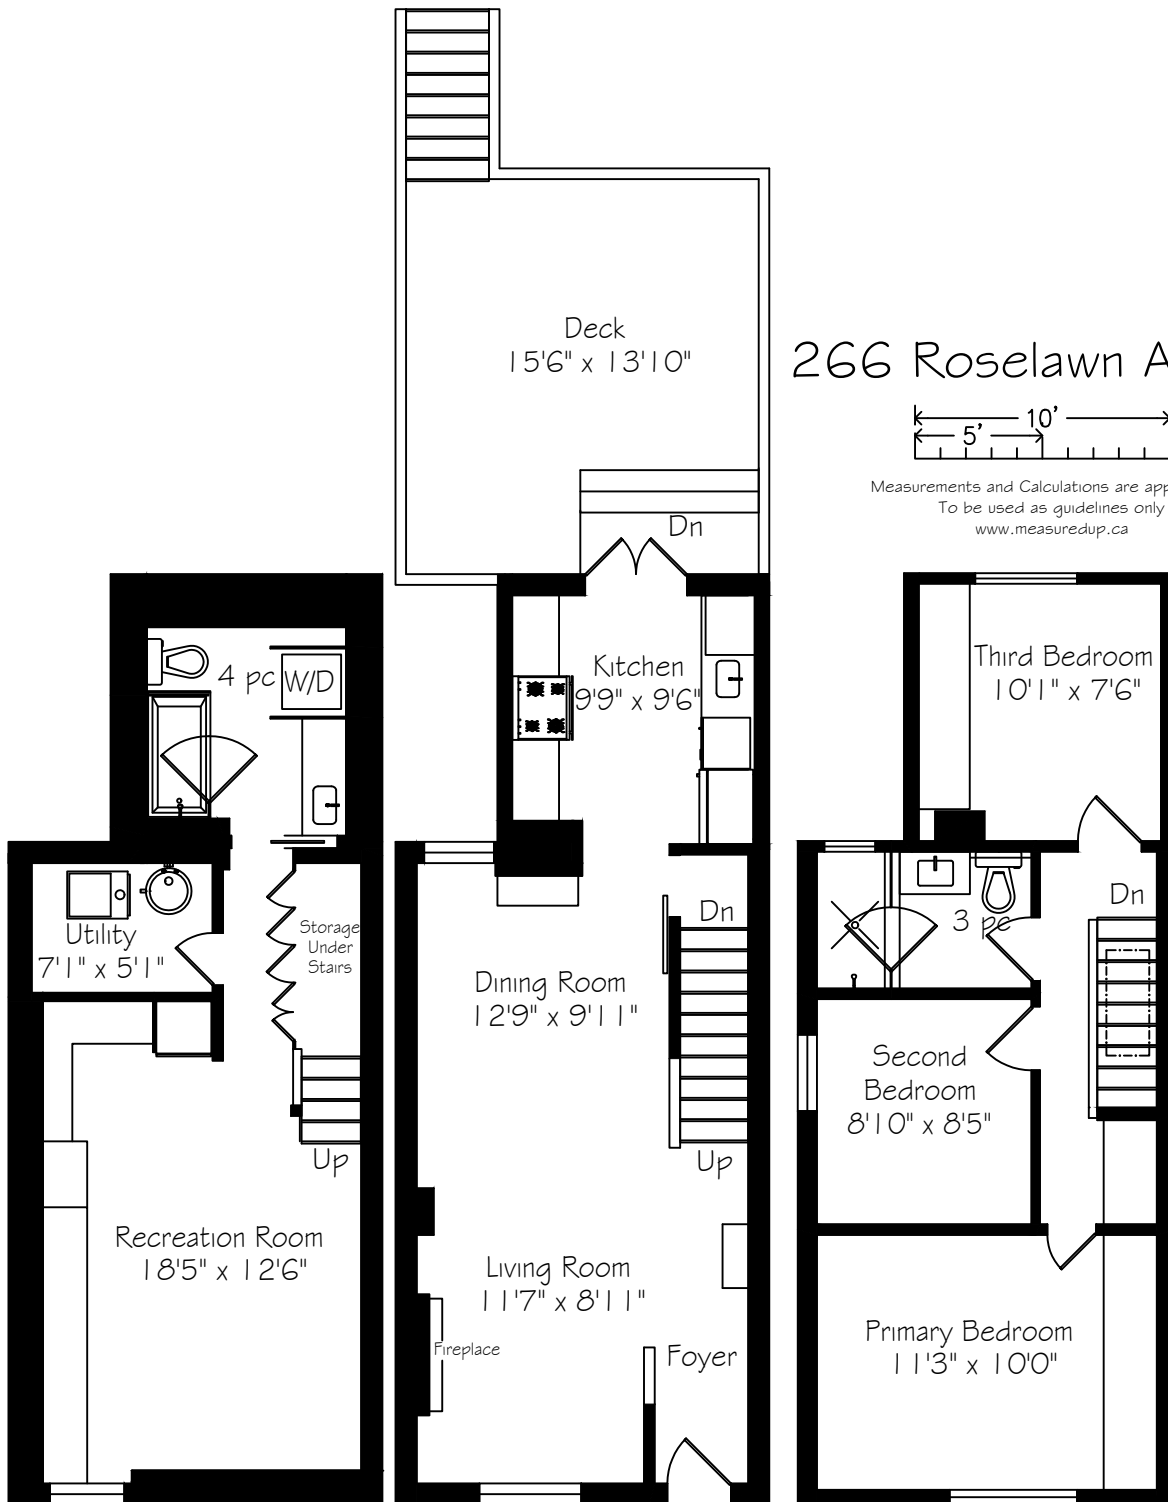 Deck
15'6" x 13'10"
266 Roselawn A
10'
5'
Measurements and Calculations are app
To be used as guidelines only
www.measuredup.ca
Dn
4 pc
W/D
Utility
7'1" x 5'1"
Storage
Under
Stairs
Up
Recreation Room
18'5" x 12'6"
Kitchen
9'9" x 9'6"
Dn
Dining Room
12'9" x 9'11"
Up
Living Room
11'7" x 8'11"
Fireplace
Foyer
Third Bedroom
10'1" x 7'6"
3 pc
Dn
Second
Bedroom
8'10" x 8'5"
Primary Bedroom
11'3" x 10'0"